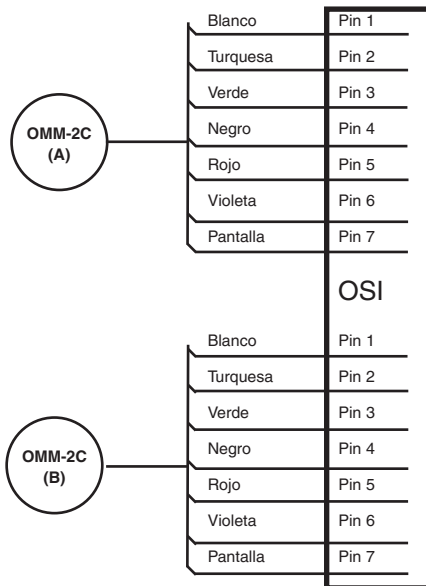 Blanco Pin 1
Turquesa Pin 2
Verde Pin 3
OMM-2C
(A)
Negro Pin 4
Rojo Pin 5
Violeta Pin 6
Pantalla Pin 7
OSI
Blanco Pin 1
Turquesa Pin 2
Verde Pin 3
OMM-2C
(B)
Negro Pin 4
Rojo Pin 5
Violeta Pin 6
Pantalla Pin 7